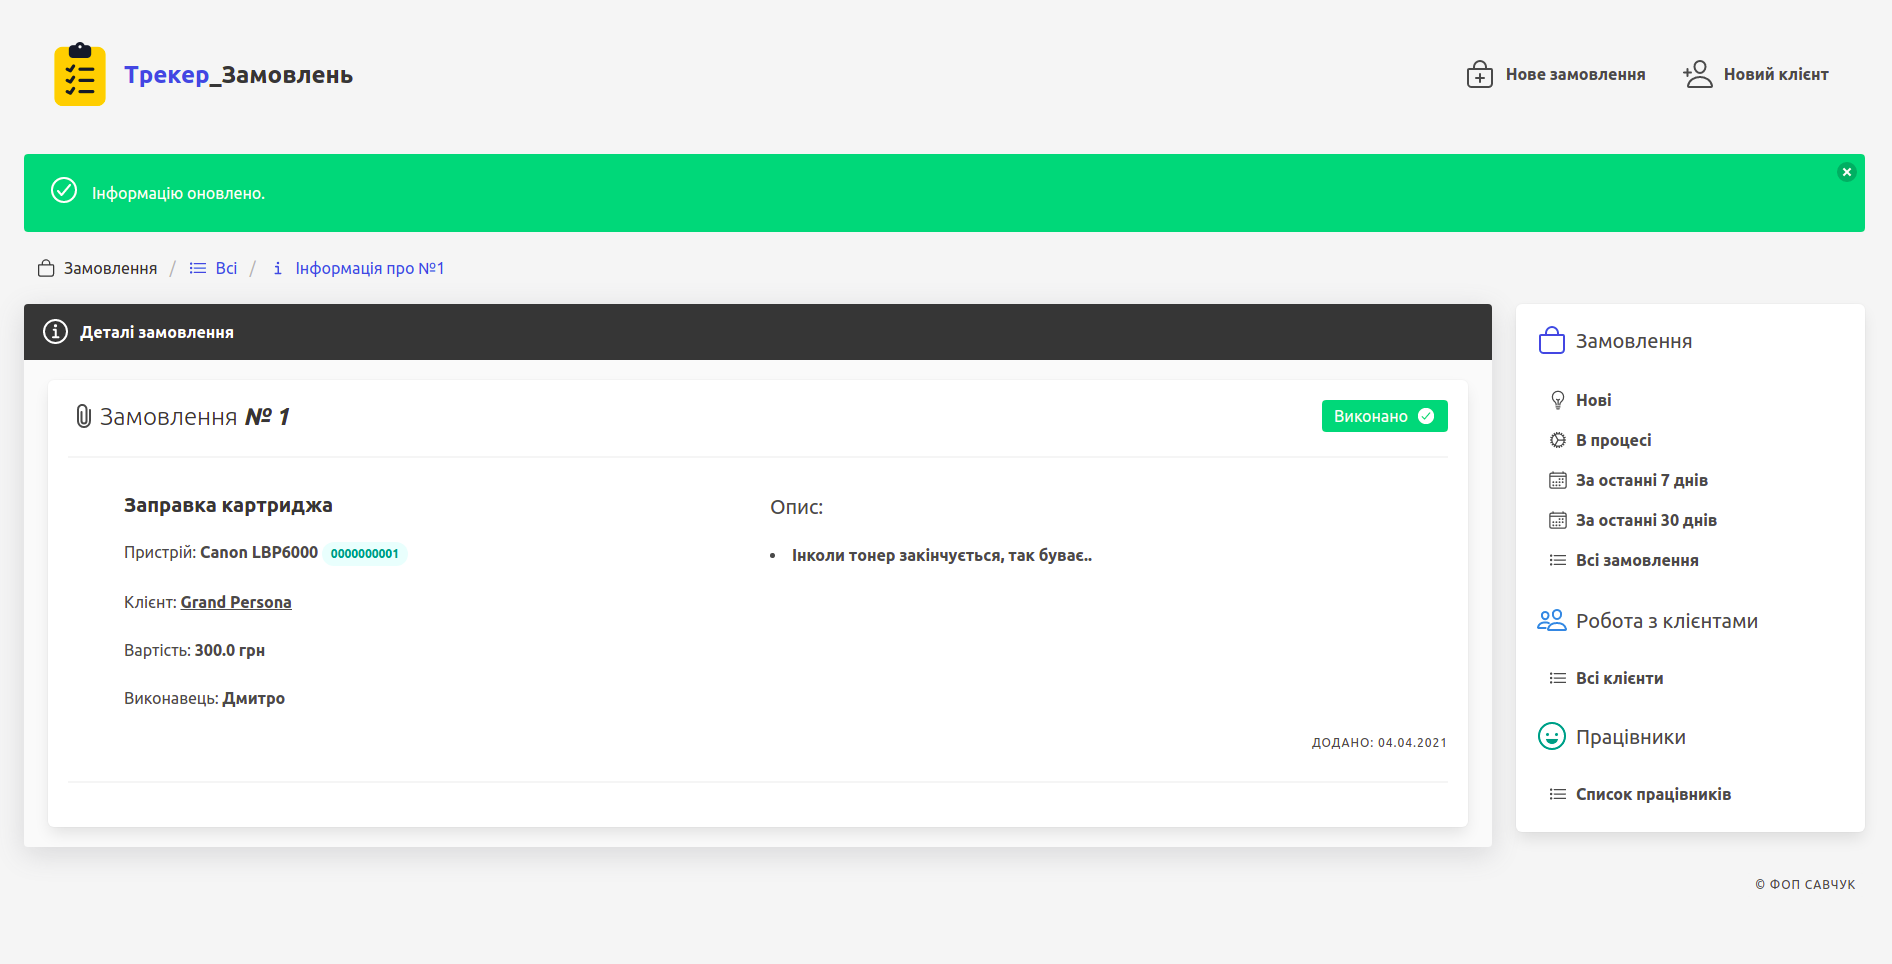 Трекер_Замовлень
Нове замовлення
Новий клієнт
Інформацію оновлено.
Замовлення / Всі / Інформація про №1
Деталі замовлення
Замовлення № 1
Виконано
Заправка картриджа
Пристрій: Canon LBP6000 0000000001
Клієнт: Grand Persona
Вартість: 300.0 грн
Виконавець: Дмитро
Опис:
• Інколи тонер закінчується, так буває..
ДОДАНО: 04.04.2021
Замовлення
Нові
В процесі
За останні 7 днів
За останні 30 днів
Всі замовлення
Робота з клієнтами
Всі клієнти
Працівники
Список працівників
© ФОП САВЧУК